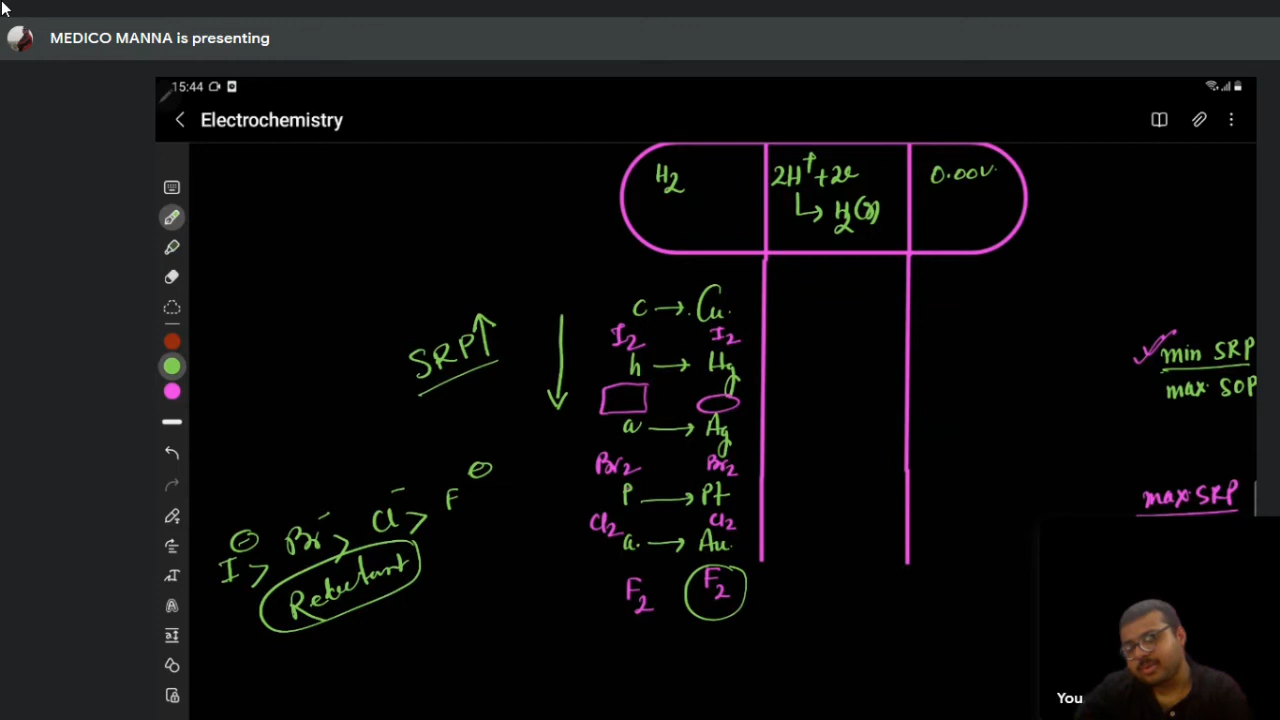 MEDICO MANNA is presenting
15:44
Electrochemistry
H2
2H⁺+2e
↳ H2(g)
0.00V.
c → Cu.
I2 I2
h → Hg
a → Ag
Br2 Br2
P → Pt
Cl2 Cl2
a. → Au.
F2 F2
SRP↑
I⊖ > Br⁻ > Cl⁻ > F⊖
Reductant
min SRP
max. SOP
max. SRP
You